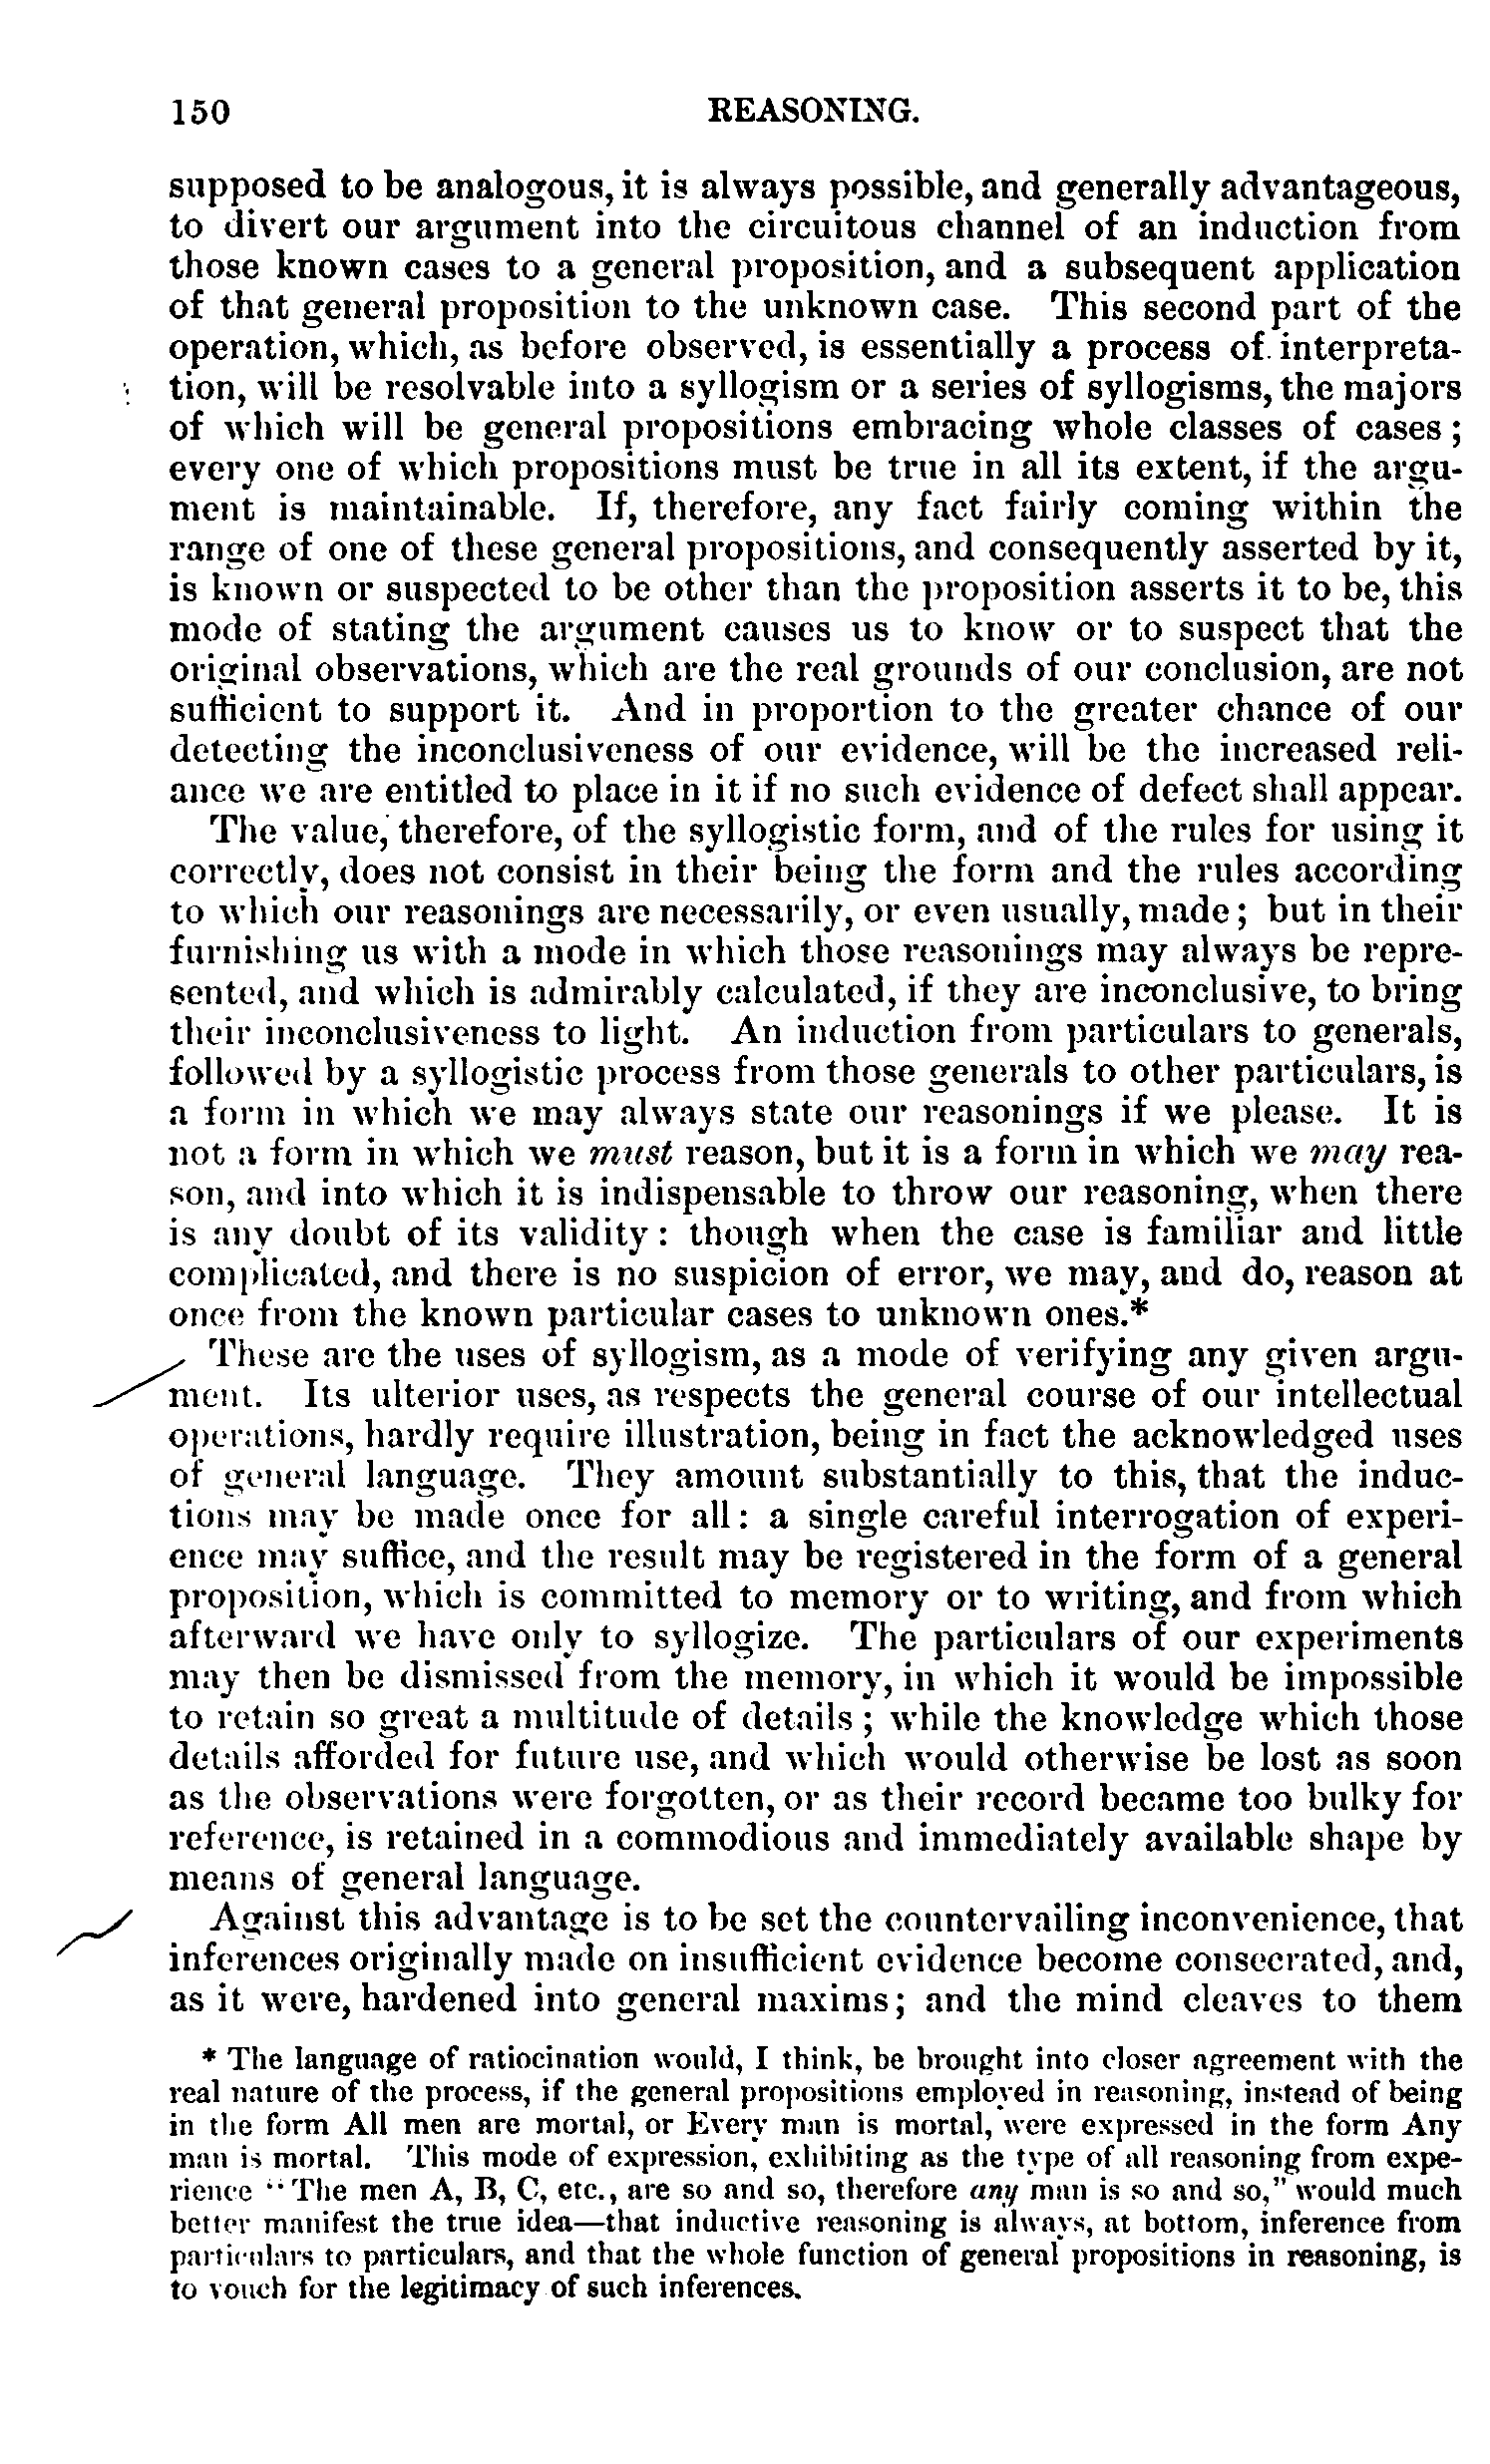 150 REASONING.
supposed to be analogous, it is always possible, and generally advantageous,
to divert our argument into the circuitous channel of an induction from
those known cases to a general proposition, and a subsequent application
of that general proposition to the unknown case. This second part of the
operation, which, as before observed, is essentially a process of interpreta-
tion, will be resolvable into a syllogism or a series of syllogisms, the majors
of which will be general propositions embracing whole classes of cases;
every one of which propositions must be true in all its extent, if the argu-
ment is maintainable. If, therefore, any fact fairly coming within the
range of one of these general propositions, and consequently asserted by it,
is known or suspected to be other than the proposition asserts it to be, this
mode of stating the argument causes us to know or to suspect that the
original observations, which are the real grounds of our conclusion, are not
sufficient to support it. And in proportion to the greater chance of our
detecting the inconclusiveness of our evidence, will be the increased reli-
ance we are entitled to place in it if no such evidence of defect shall appear.
The value, therefore, of the syllogistic form, and of the rules for using it
correctly, does not consist in their being the form and the rules according
to which our reasonings are necessarily, or even usually, made; but in their
furnishing us with a mode in which those reasonings may always be repre-
sented, and which is admirably calculated, if they are inconclusive, to bring
their inconclusiveness to light. An induction from particulars to generals,
followed by a syllogistic process from those generals to other particulars, is
a form in which we may always state our reasonings if we please. It is
not a form in which we must reason, but it is a form in which we may rea-
son, and into which it is indispensable to throw our reasoning, when there
is any doubt of its validity: though when the case is familiar and little
complicated, and there is no suspicion of error, we may, and do, reason at
once from the known particular cases to unknown ones.*
These are the uses of syllogism, as a mode of verifying any given argu-
ment. Its ulterior uses, as respects the general course of our intellectual
operations, hardly require illustration, being in fact the acknowledged uses
of general language. They amount substantially to this, that the induc-
tions may be made once for all: a single careful interrogation of experi-
ence may suffice, and the result may be registered in the form of a general
proposition, which is committed to memory or to writing, and from which
afterward we have only to syllogize. The particulars of our experiments
may then be dismissed from the memory, in which it would be impossible
to retain so great a multitude of details; while the knowledge which those
details afforded for future use, and which would otherwise be lost as soon
as the observations were forgotten, or as their record became too bulky for
reference, is retained in a commodious and immediately available shape by
means of general language.
Against this advantage is to be set the countervailing inconvenience, that
inferences originally made on insufficient evidence become consecrated, and,
as it were, hardened into general maxims; and the mind cleaves to them
* The language of ratiocination would, I think, be brought into closer agreement with the
real nature of the process, if the general propositions employed in reasoning, instead of being
in the form All men are mortal, or Every man is mortal, were expressed in the form Any
man is mortal. This mode of expression, exhibiting as the type of all reasoning from expe-
rience "The men A, B, C, etc., are so and so, therefore any man is so and so," would much
better manifest the true idea—that inductive reasoning is always, at bottom, inference from
particulars to particulars, and that the whole function of general propositions in reasoning, is
to vouch for the legitimacy of such inferences.